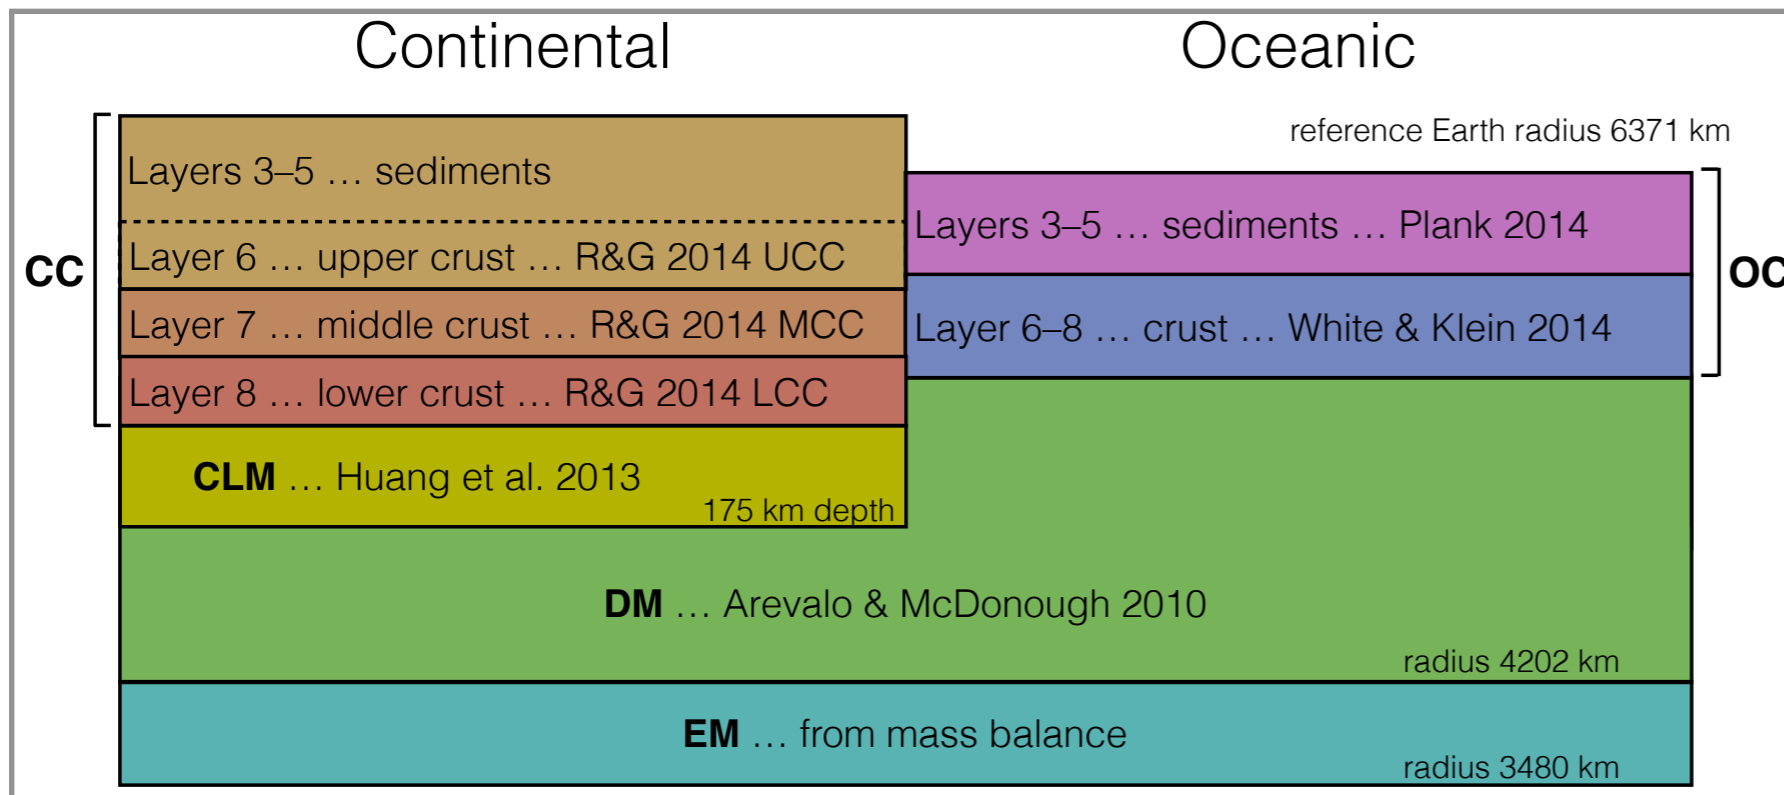 Continental
Oceanic
reference Earth radius 6371 km
CC
Layers 3–5 … sediments
Layer 6 … upper crust … R&G 2014 UCC
Layer 7 … middle crust … R&G 2014 MCC
Layer 8 … lower crust … R&G 2014 LCC
CLM … Huang et al. 2013
175 km depth
Layers 3–5 … sediments … Plank 2014
Layer 6–8 … crust … White & Klein 2014
OC
DM … Arevalo & McDonough 2010
radius 4202 km
EM … from mass balance
radius 3480 km